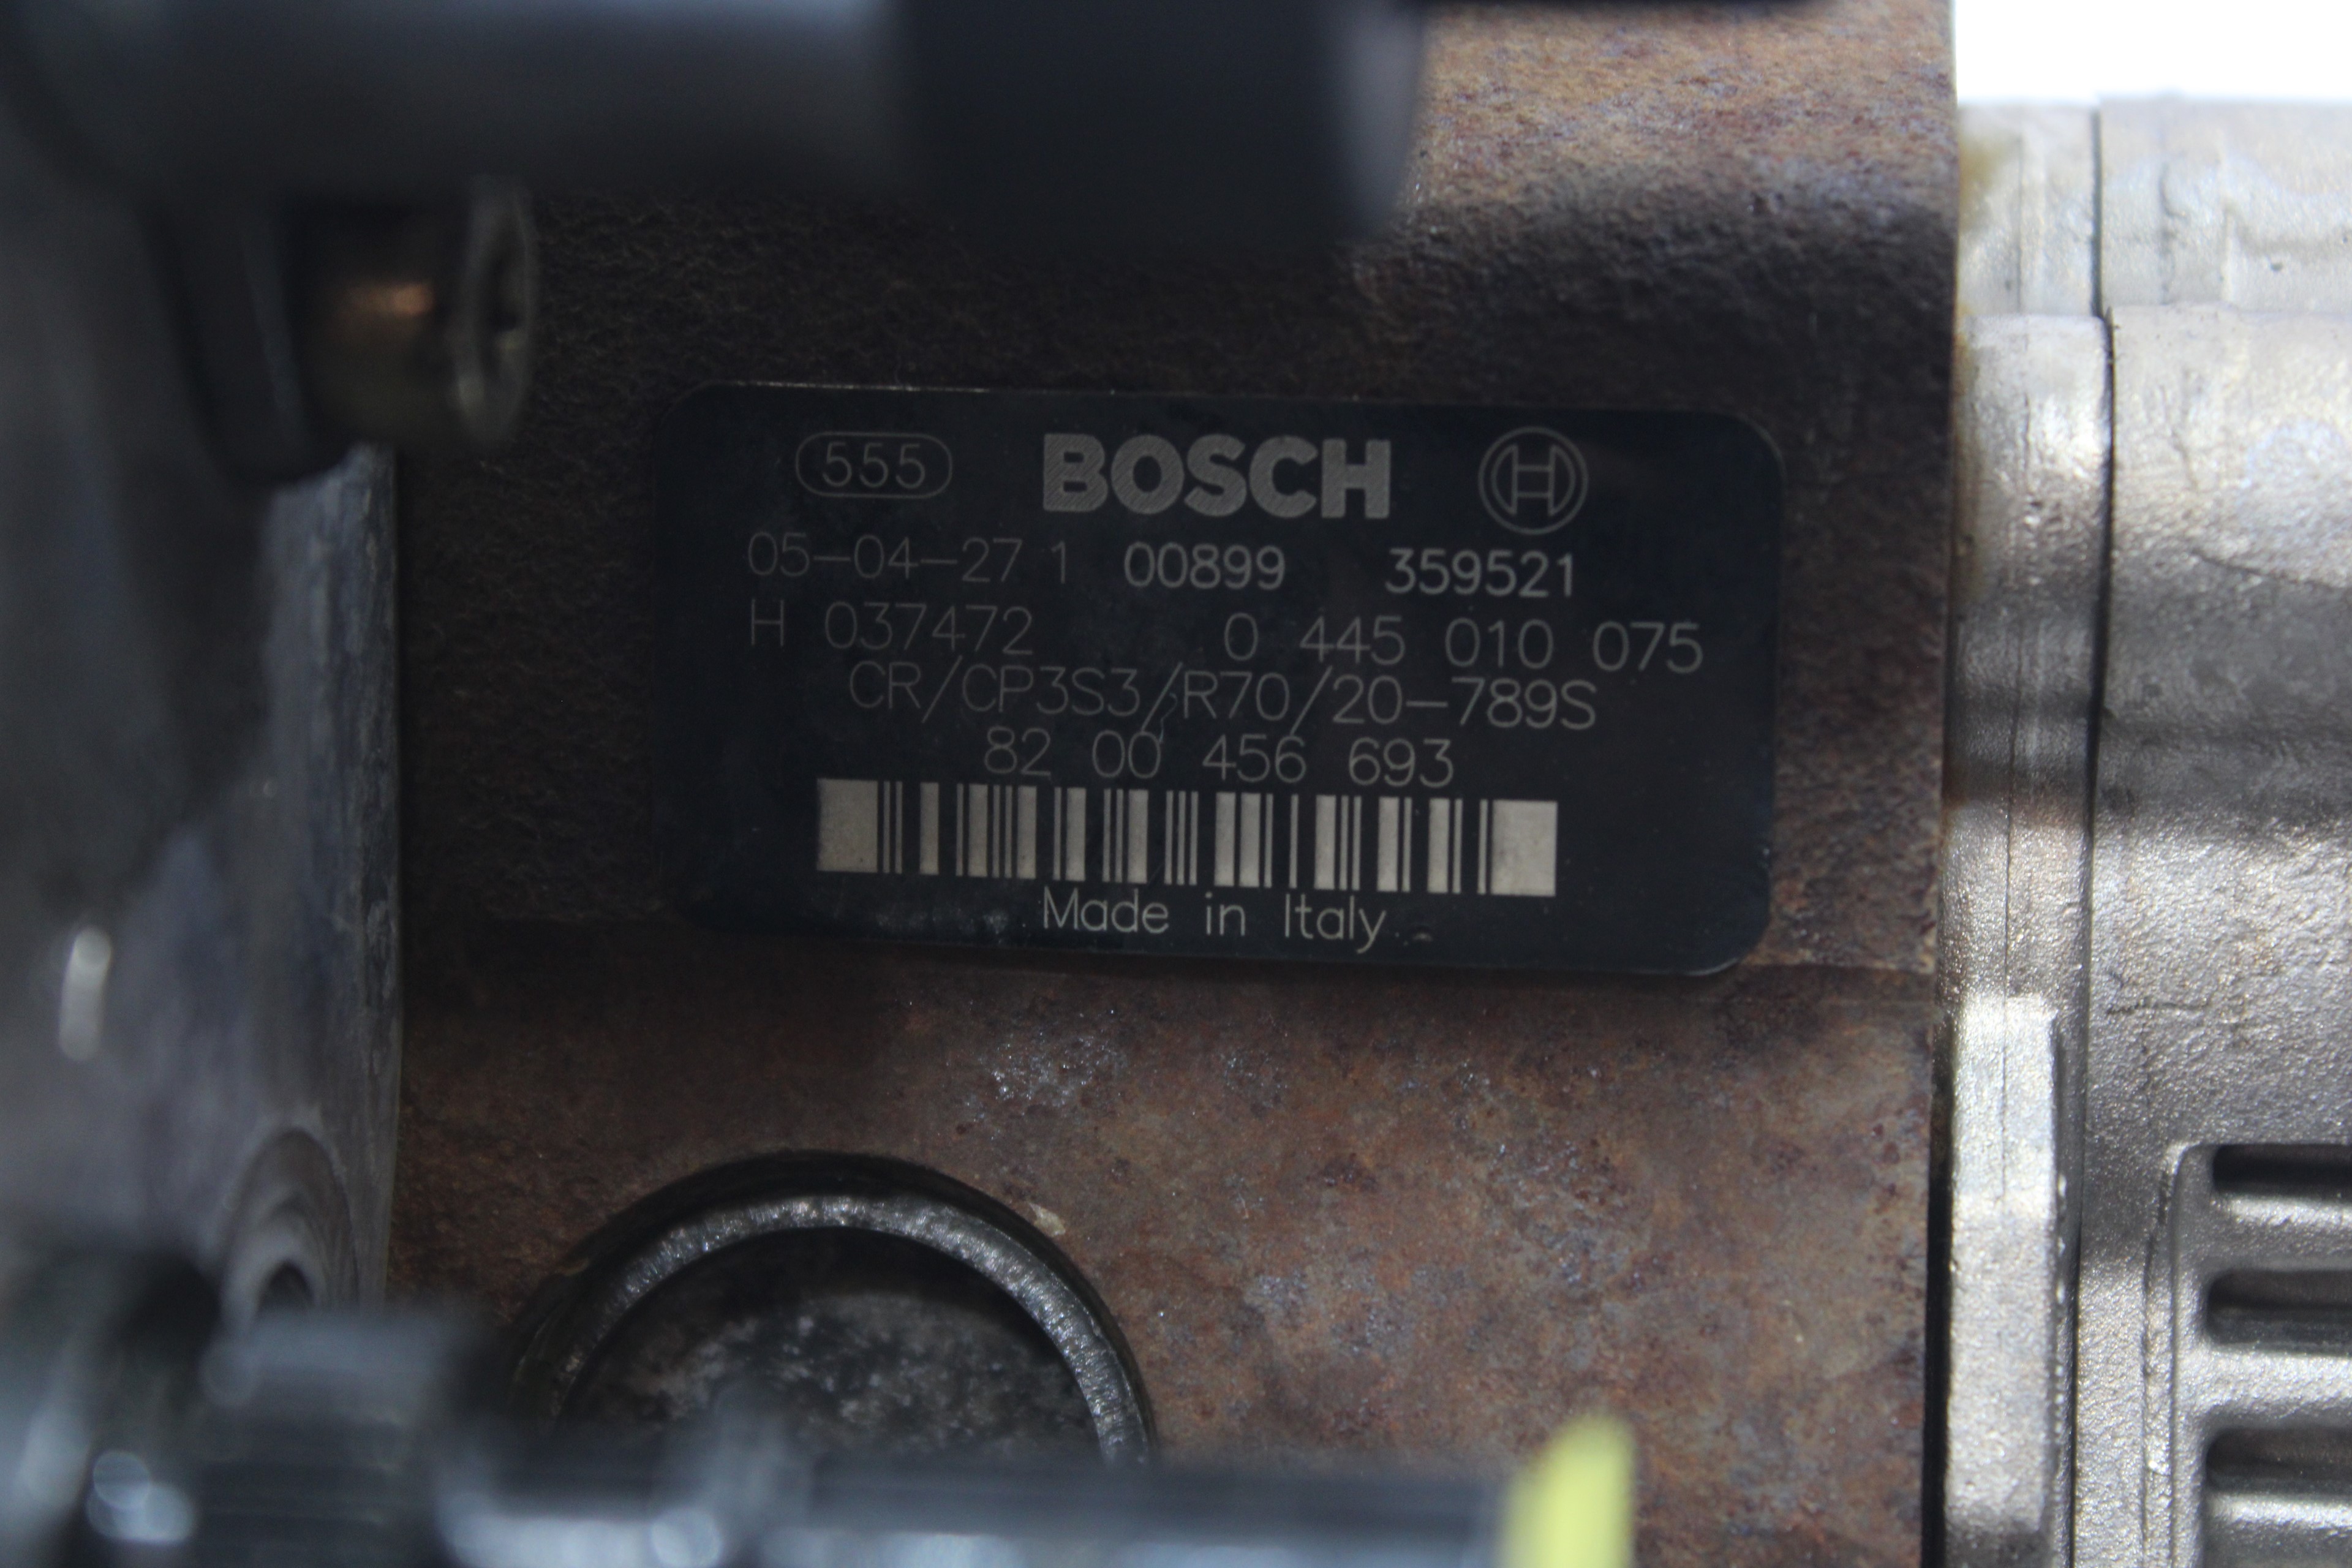 555 BOSCH H
05-04-27 1 00899 359521
H 037472 0 445 010 075
CR/CP3S3/R70/20-789S
82 00 456 693
Made in Italy